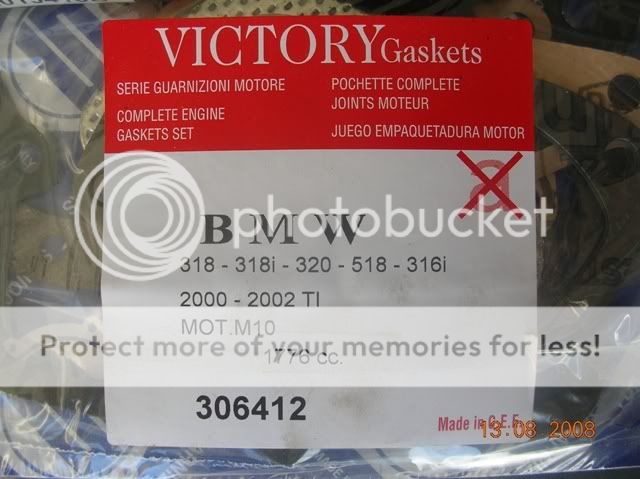 VICTORY Gaskets
SERIE GUARNIZIONI MOTORE
COMPLETE ENGINE
GASKETS SET
POCHETTE COMPLETE
JOINTS MOTEUR
JUEGO EMPAQUETADURA MOTOR
a
photobucket
BMW
318 - 318i - 320 - 518 - 316i
2000 - 2002 TI
MOT.M10
Protect more of your memories for less!
1776 cc.
306412
Made in C.E.E.
13.08.2008